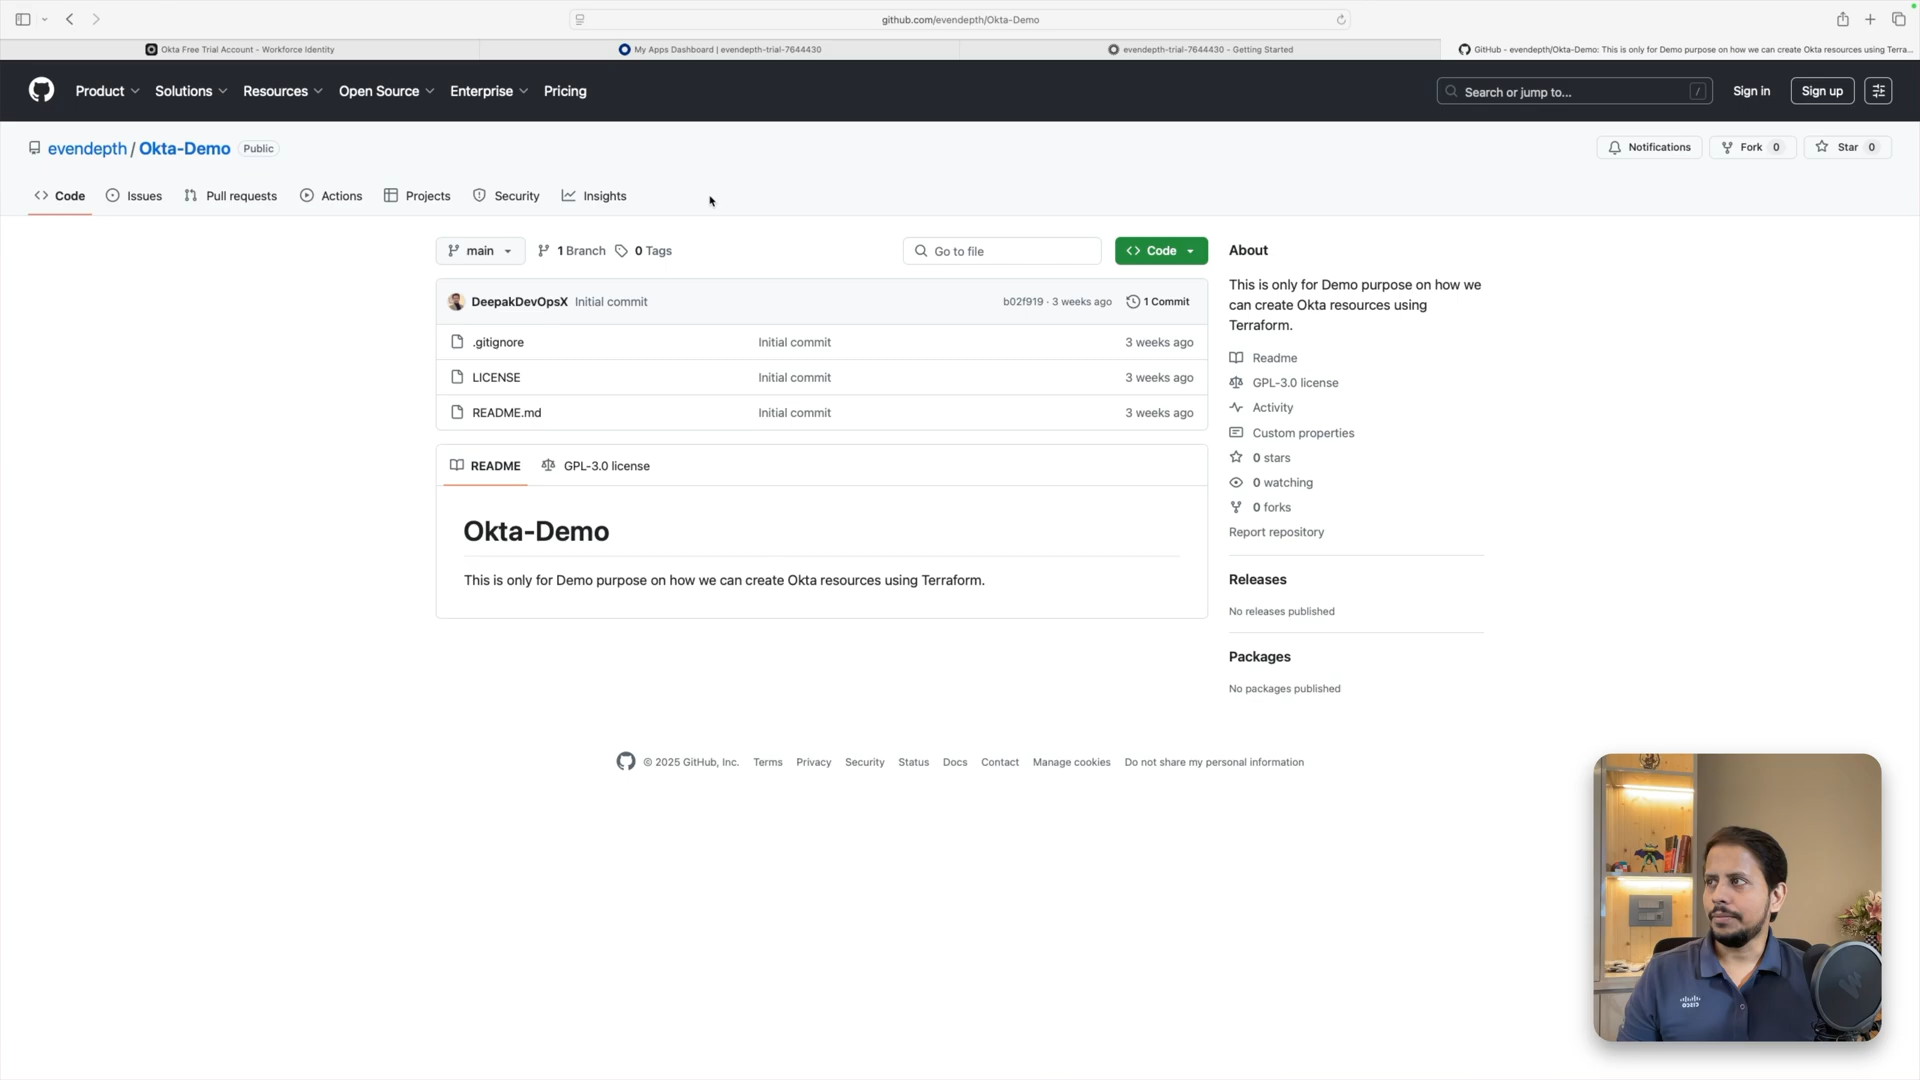 github.com/evendepth/Okta-Demo
Okta Free Trial Account - Workforce Identity
My Apps Dashboard | evendepth-trial-7644430
evendepth-trial-7644430 - Getting Started
GitHub - evendepth/Okta-Demo: This is only for Demo purpose on how we can create Okta resources using Terra...
Product Solutions Resources Open Source Enterprise Pricing
Search or jump to... /
Sign in
Sign up
evendepth / Okta-Demo Public
Notifications
Fork 0
Star 0
Code Issues Pull requests Actions Projects Security Insights
main
1 Branch
0 Tags
Go to file
Code
DeepakDevOpsX Initial commit
b02f919 · 3 weeks ago
1 Commit
.gitignore Initial commit 3 weeks ago
LICENSE Initial commit 3 weeks ago
README.md Initial commit 3 weeks ago
README
GPL-3.0 license
Okta-Demo
This is only for Demo purpose on how we can create Okta resources using Terraform.
About
This is only for Demo purpose on how we
can create Okta resources using
Terraform.
Readme
GPL-3.0 license
Activity
Custom properties
0 stars
0 watching
0 forks
Report repository
Releases
No releases published
Packages
No packages published
© 2025 GitHub, Inc. Terms Privacy Security Status Docs Contact Manage cookies Do not share my personal information
CISCO